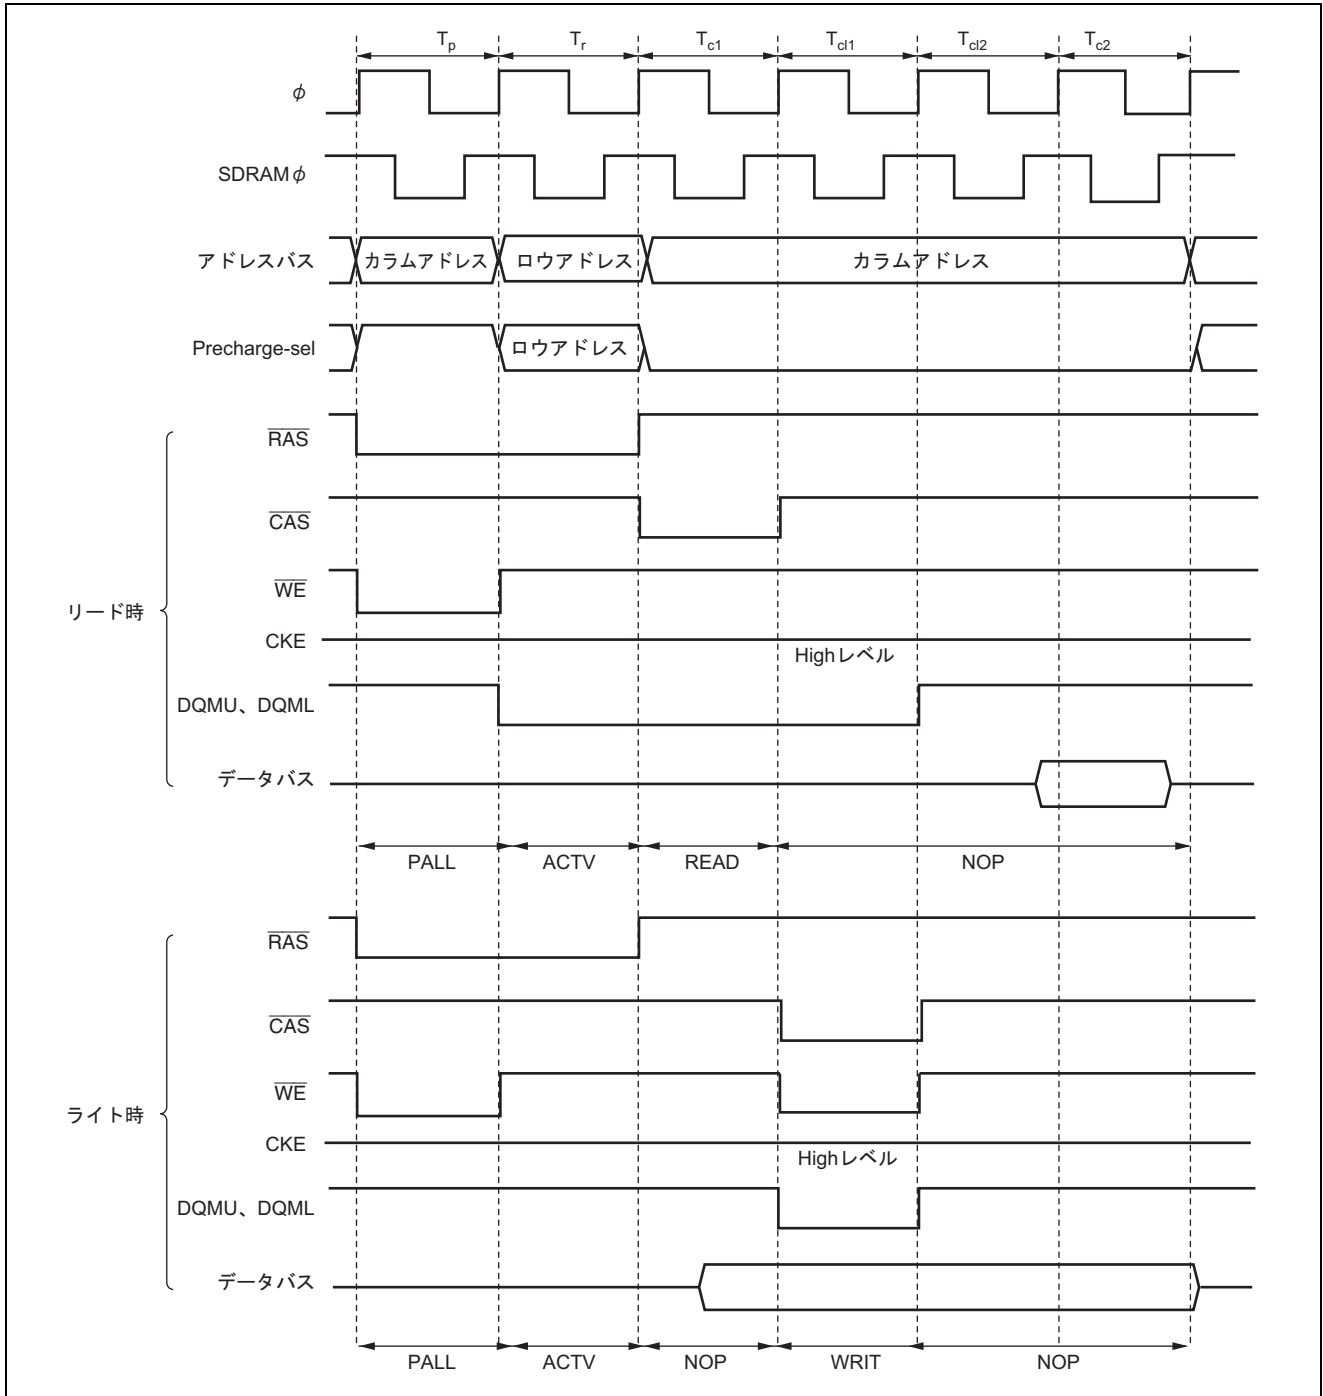 Tp Tr Tc1 Tcl1 Tcl2 Tc2
φ
SDRAMφ
アドレスバス カラムアドレス ロウアドレス カラムアドレス
Precharge-sel ロウアドレス
リード時
RAS
CAS
WE
CKE
Highレベル
DQMU、DQML
データバス
PALL ACTV READ NOP
ライト時
RAS
CAS
WE
CKE
Highレベル
DQMU、DQML
データバス
PALL ACTV NOP WRIT NOP